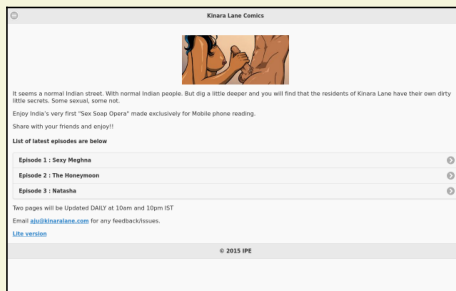 Kinara Lane Comics
It seems a normal Indian street. With normal Indian people. But dig a little deeper and you will find that the residents of Kinara Lane have their own dirty
little secrets. Some sexual, some not.
Enjoy India's very first "Sex Soap Opera" made exclusively for Mobile phone reading.
Share with your friends and enjoy!!
List of latest episodes are below
Episode 1 : Sexy Meghna
Episode 2 : The Honeymoon
Episode 3 : Natasha
Two pages will be Updated DAILY at 10am and 10pm IST
Email aju@kinaralane.com for any feedback/issues.
Lite version
© 2015 IPE